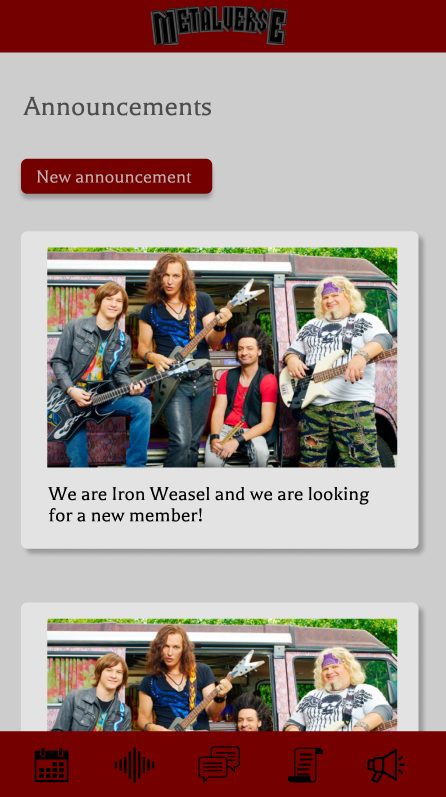 METALVERSE
Announcements
New announcement
We are Iron Weasel and we are looking
for a new member!